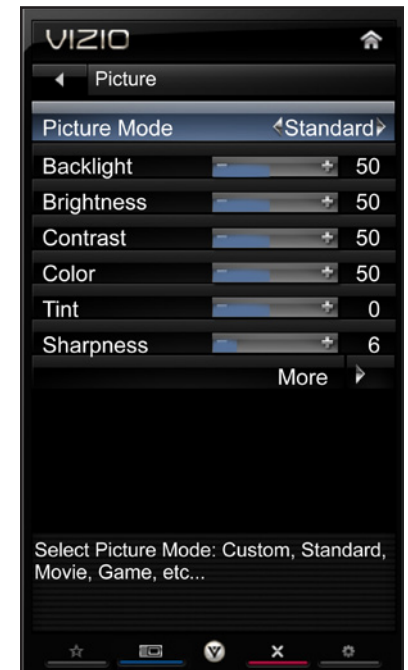 VIZIO
Picture
Picture Mode Standard
Backlight - + 50
Brightness - + 50
Contrast - + 50
Color - + 50
Tint - + 0
Sharpness - + 6
More
Select Picture Mode: Custom, Standard,
Movie, Game, etc...
V